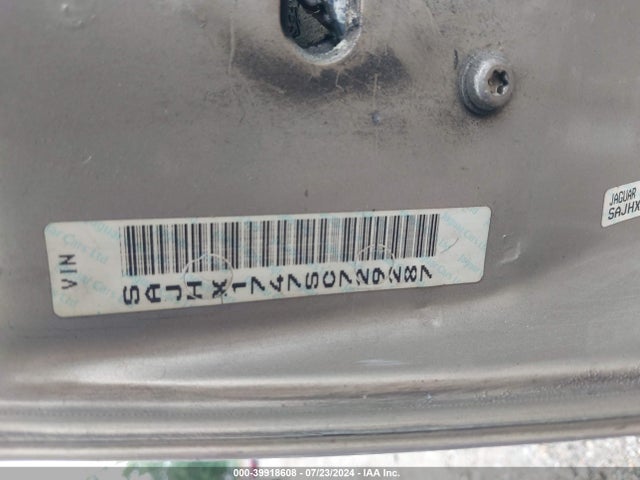 VIN
SAJHX1747SC729287
JAGUAR
SAJHX
000-39918608 - 07/23/2024 - IAA Inc.